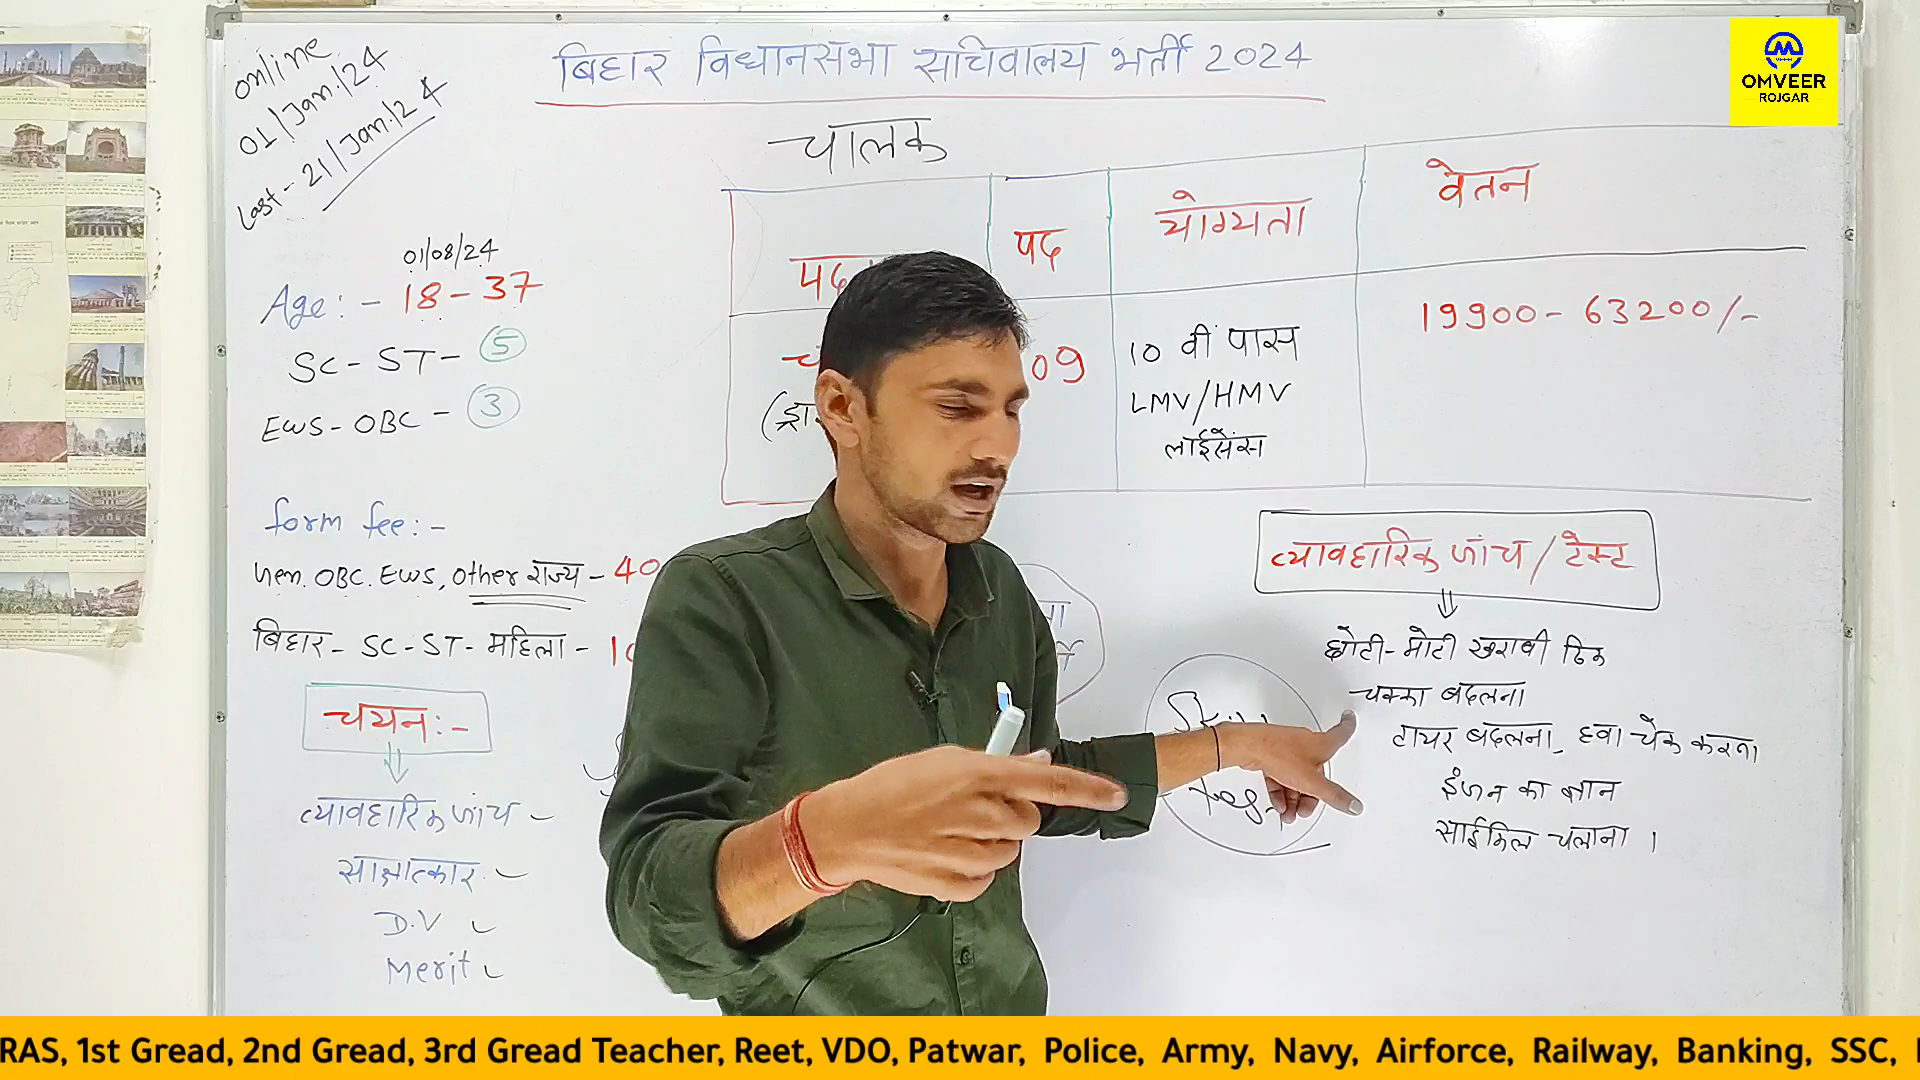 online
01/Jan./24
Last - 21/Jan./24
बिहार विधानसभा सचिवालय भर्ती 2024
OMVEER
ROJGAR
चालक
पद
योग्यता
वेतन
09
10 वीं पास
LMV/HMV
लाईसेंस
19900 - 63200/-
01/08/24
Age: - 18 - 37
SC - ST - 5
EWS - OBC - 3
form fee: -
Gen. OBC. EWS, other राज्य - 40
बिहार - SC - ST - महिला -
चयन: -
व्यावहारिक जांच
साक्षात्कार
D.V
Merit
व्यावहारिक जांच / टेस्ट
छोटी-मोटी खराबी ठिक
चक्का बदलना
टायर बदलना, हवा चेक करना
इंजन का ज्ञान
साईकिल चलाना ।
RAS, 1st Gread, 2nd Gread, 3rd Gread Teacher, Reet, VDO, Patwar, Police, Army, Navy, Airforce, Railway, Banking, SSC,